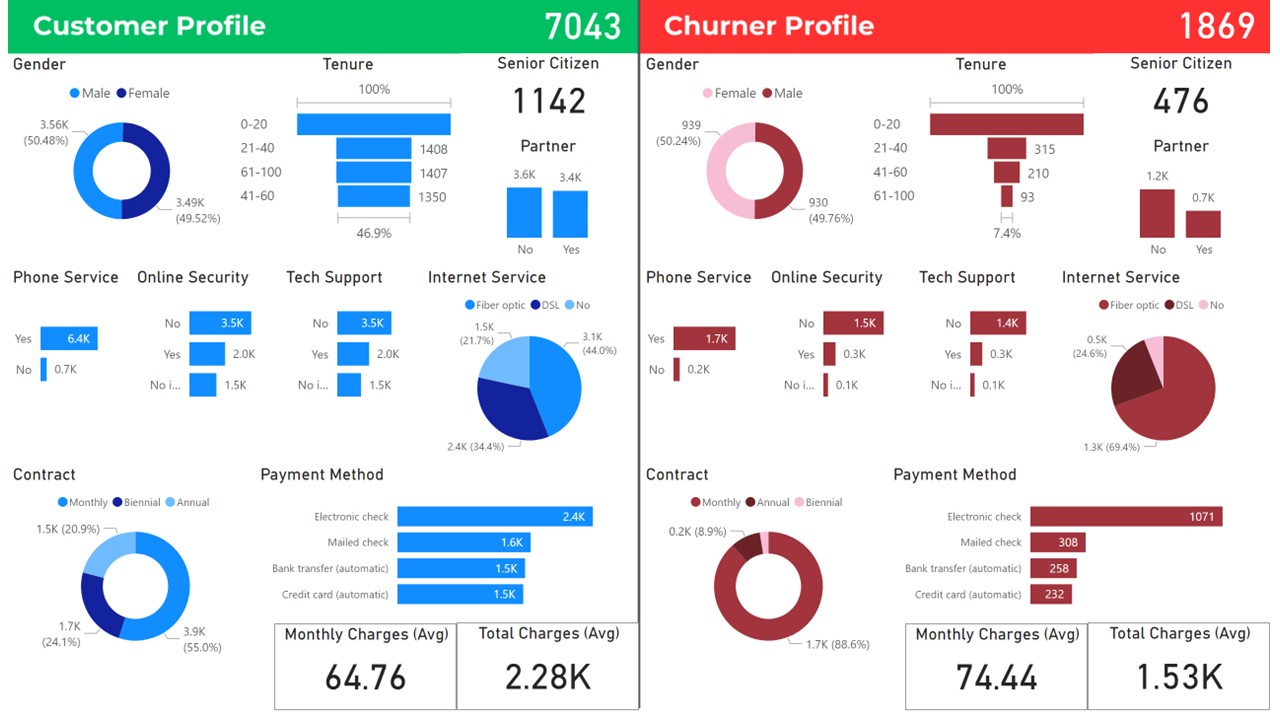 Customer Profile 7043
Gender
Male Female
3.56K
(50.48%)
3.49K
(49.52%)
Tenure
100%
0-20
21-40 1408
61-100 1407
41-60 1350
46.9%
Senior Citizen
1142
Partner
3.6K 3.4K
No Yes
Phone Service
Yes 6.4K
No 0.7K
Online Security
No 3.5K
Yes 2.0K
No i... 1.5K
Tech Support
No 3.5K
Yes 2.0K
No i... 1.5K
Internet Service
Fiber optic DSL No
1.5K
(21.7%)
3.1K
(44.0%)
2.4K (34.4%)
Contract
Monthly Biennial Annual
1.5K (20.9%)
1.7K
(24.1%)
3.9K
(55.0%)
Payment Method
Electronic check 2.4K
Mailed check 1.6K
Bank transfer (automatic) 1.5K
Credit card (automatic) 1.5K
Monthly Charges (Avg)
64.76
Total Charges (Avg)
2.28K
Churner Profile 1869
Gender
Female Male
939
(50.24%)
930
(49.76%)
Tenure
100%
0-20
21-40 315
41-60 210
61-100 93
7.4%
Senior Citizen
476
Partner
1.2K 0.7K
No Yes
Phone Service
Yes 1.7K
No 0.2K
Online Security
No 1.5K
Yes 0.3K
No i... 0.1K
Tech Support
No 1.4K
Yes 0.3K
No i... 0.1K
Internet Service
Fiber optic DSL No
0.5K
(24.6%)
1.3K (69.4%)
Contract
Monthly Annual Biennial
0.2K (8.9%)
1.7K (88.6%)
Payment Method
Electronic check 1071
Mailed check 308
Bank transfer (automatic) 258
Credit card (automatic) 232
Monthly Charges (Avg)
74.44
Total Charges (Avg)
1.53K